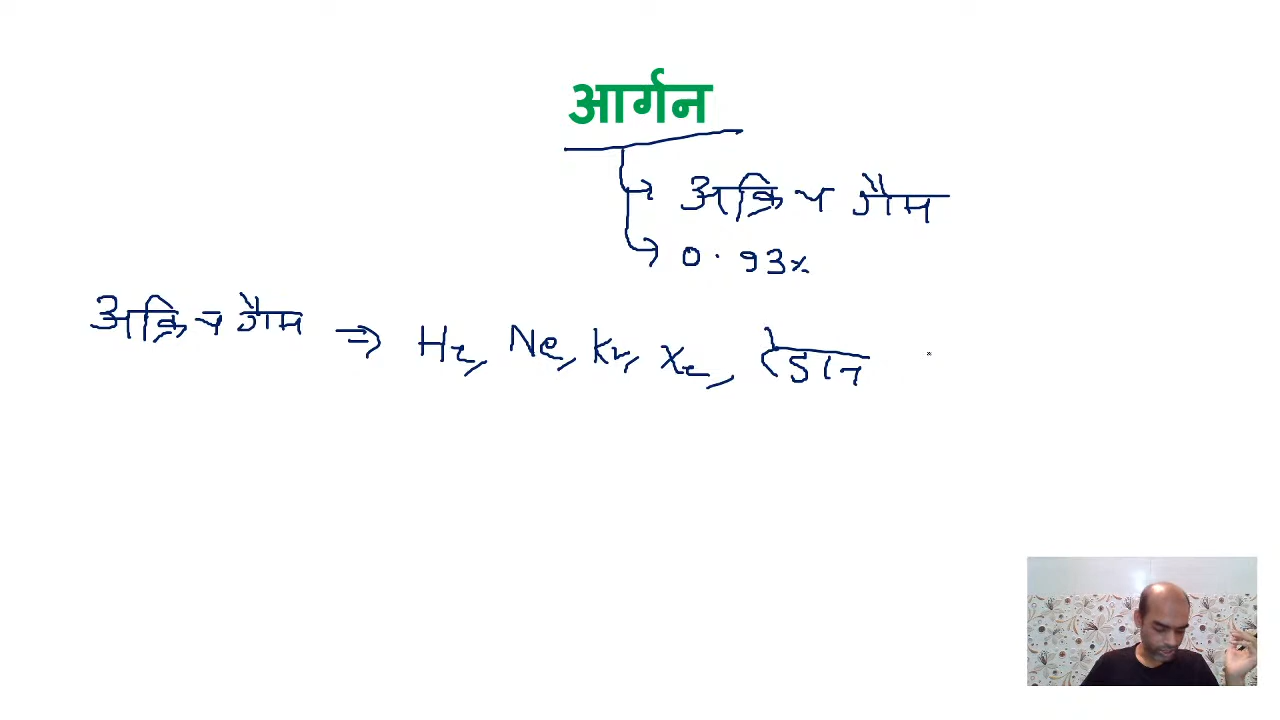 आर्गन
अक्रिय गैस
0.93%
अक्रिय गैस ⇒ He, Ne, Kr, Xe, रेडान